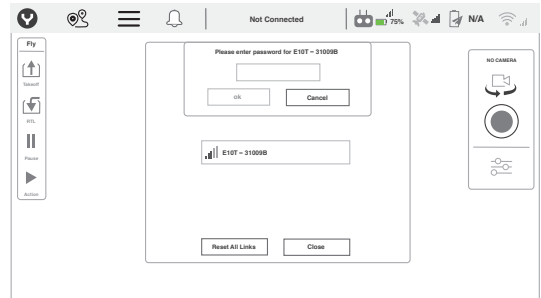 Not Connected
75%
N/A
Fly
Takeoff
RTL
Pause
Action
Please enter password for E10T – 31009B
ok
Cancel
E10T – 31009B
Reset All Links
Close
NO CAMERA